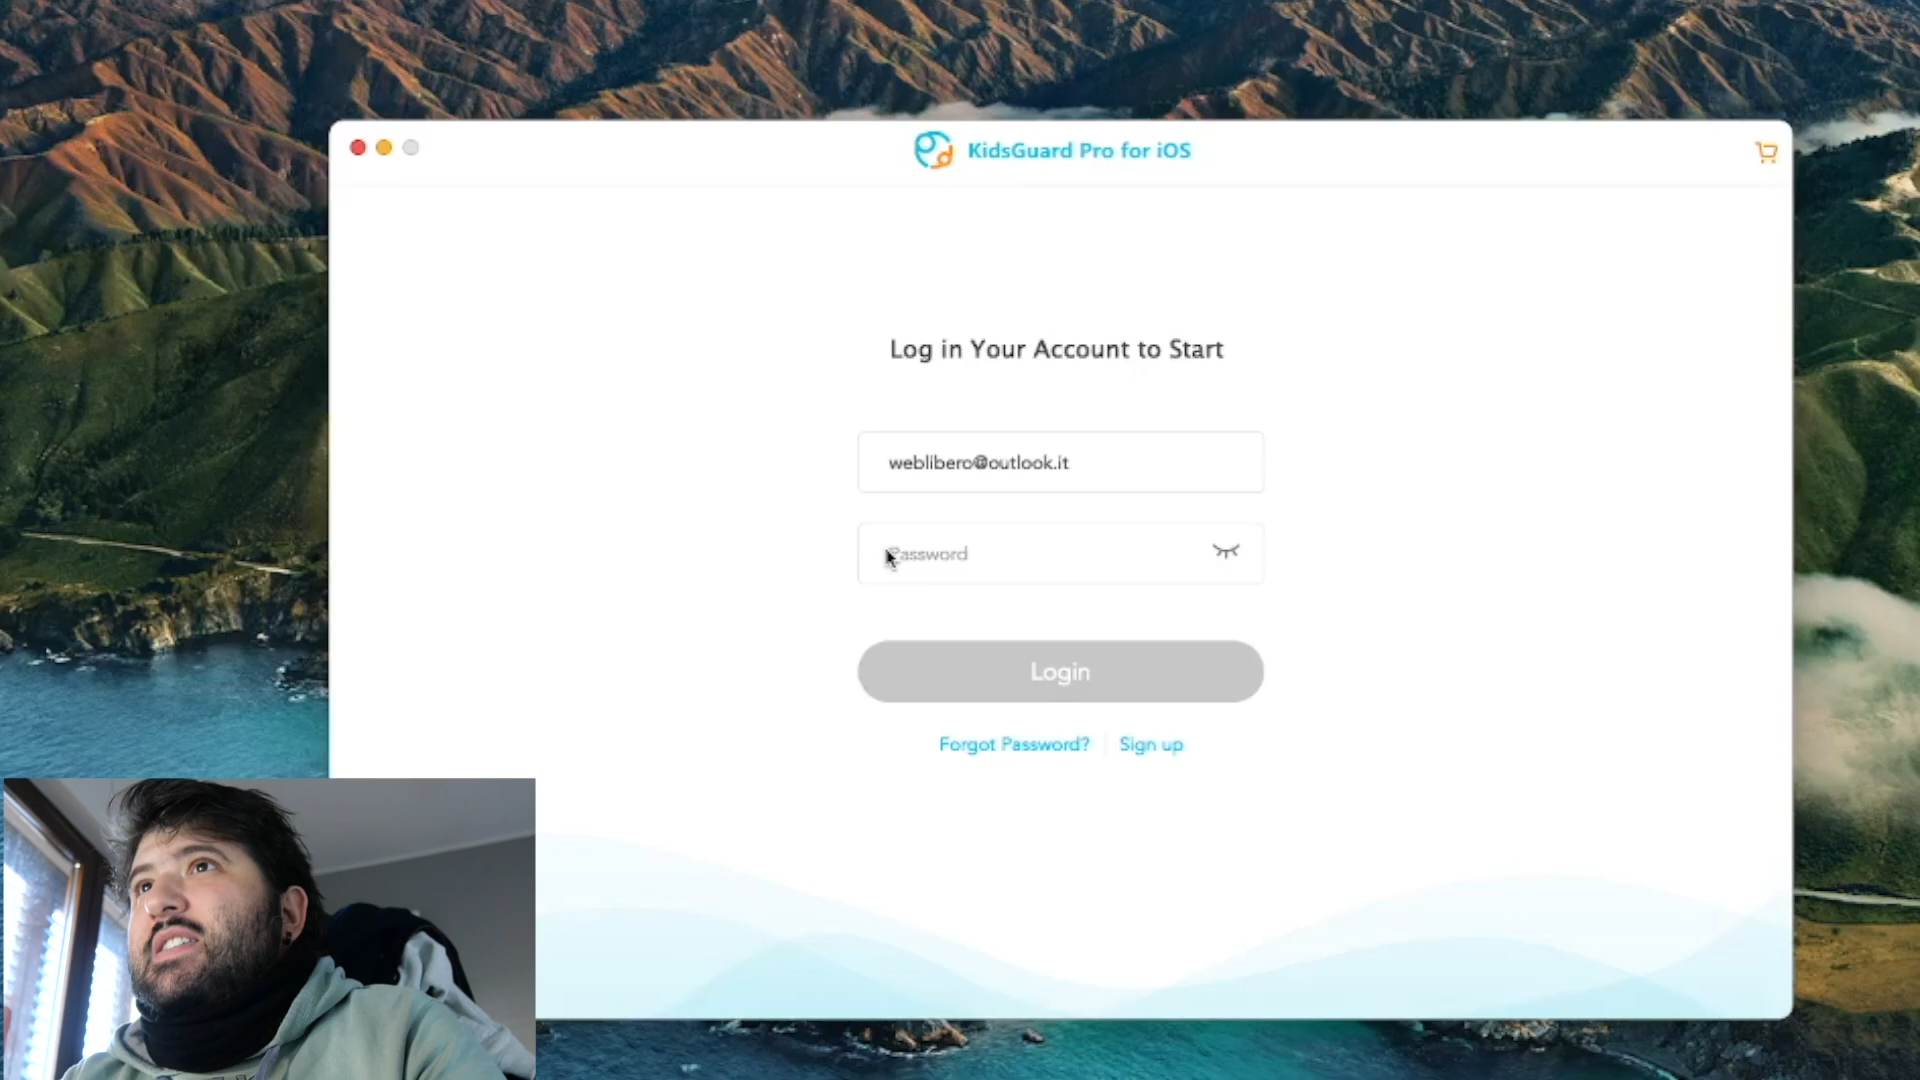 KidsGuard Pro for iOS
Log in Your Account to Start
weblibero@outlook.it
Password
Login
Forgot Password?
Sign up